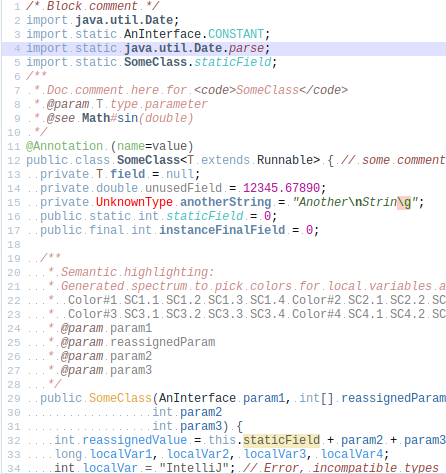 1 /* Block comment */
2 import java.util.Date;
3 import static AnInterface.CONSTANT;
4 import static java.util.Date.parse;
5 import static SomeClass.staticField;
6 /**
7 * Doc comment here for <code>SomeClass</code>
8 * @param T type parameter
9 * @see Math#sin(double)
10 */
11 @Annotation (name=value)
12 public class SomeClass<T extends Runnable> { // some comment
13 private T field = null;
14 private double unusedField = 12345.67890;
15 private UnknownType anotherString = "Another\nStrin\g";
16 public static int staticField = 0;
17 public final int instanceFinalField = 0;
18
19 /**
20 * Semantic highlighting:
21 * Generated spectrum to pick colors for local variables a
22 * Color#1 SC1.1 SC1.2 SC1.3 SC1.4 Color#2 SC2.1 SC2.2 SC
23 * Color#3 SC3.1 SC3.2 SC3.3 SC3.4 Color#4 SC4.1 SC4.2 SC
24 * @param param1
25 * @param reassignedParam
26 * @param param2
27 * @param param3
28 */
29 public SomeClass(AnInterface param1, int[] reassignedParam
30 int param2
31 int param3) {
32 int reassignedValue = this.staticField + param2 + param3
33 long localVar1, localVar2, localVar3, localVar4;
34 int localVar = "IntelliJ"; // Error, incompatible types